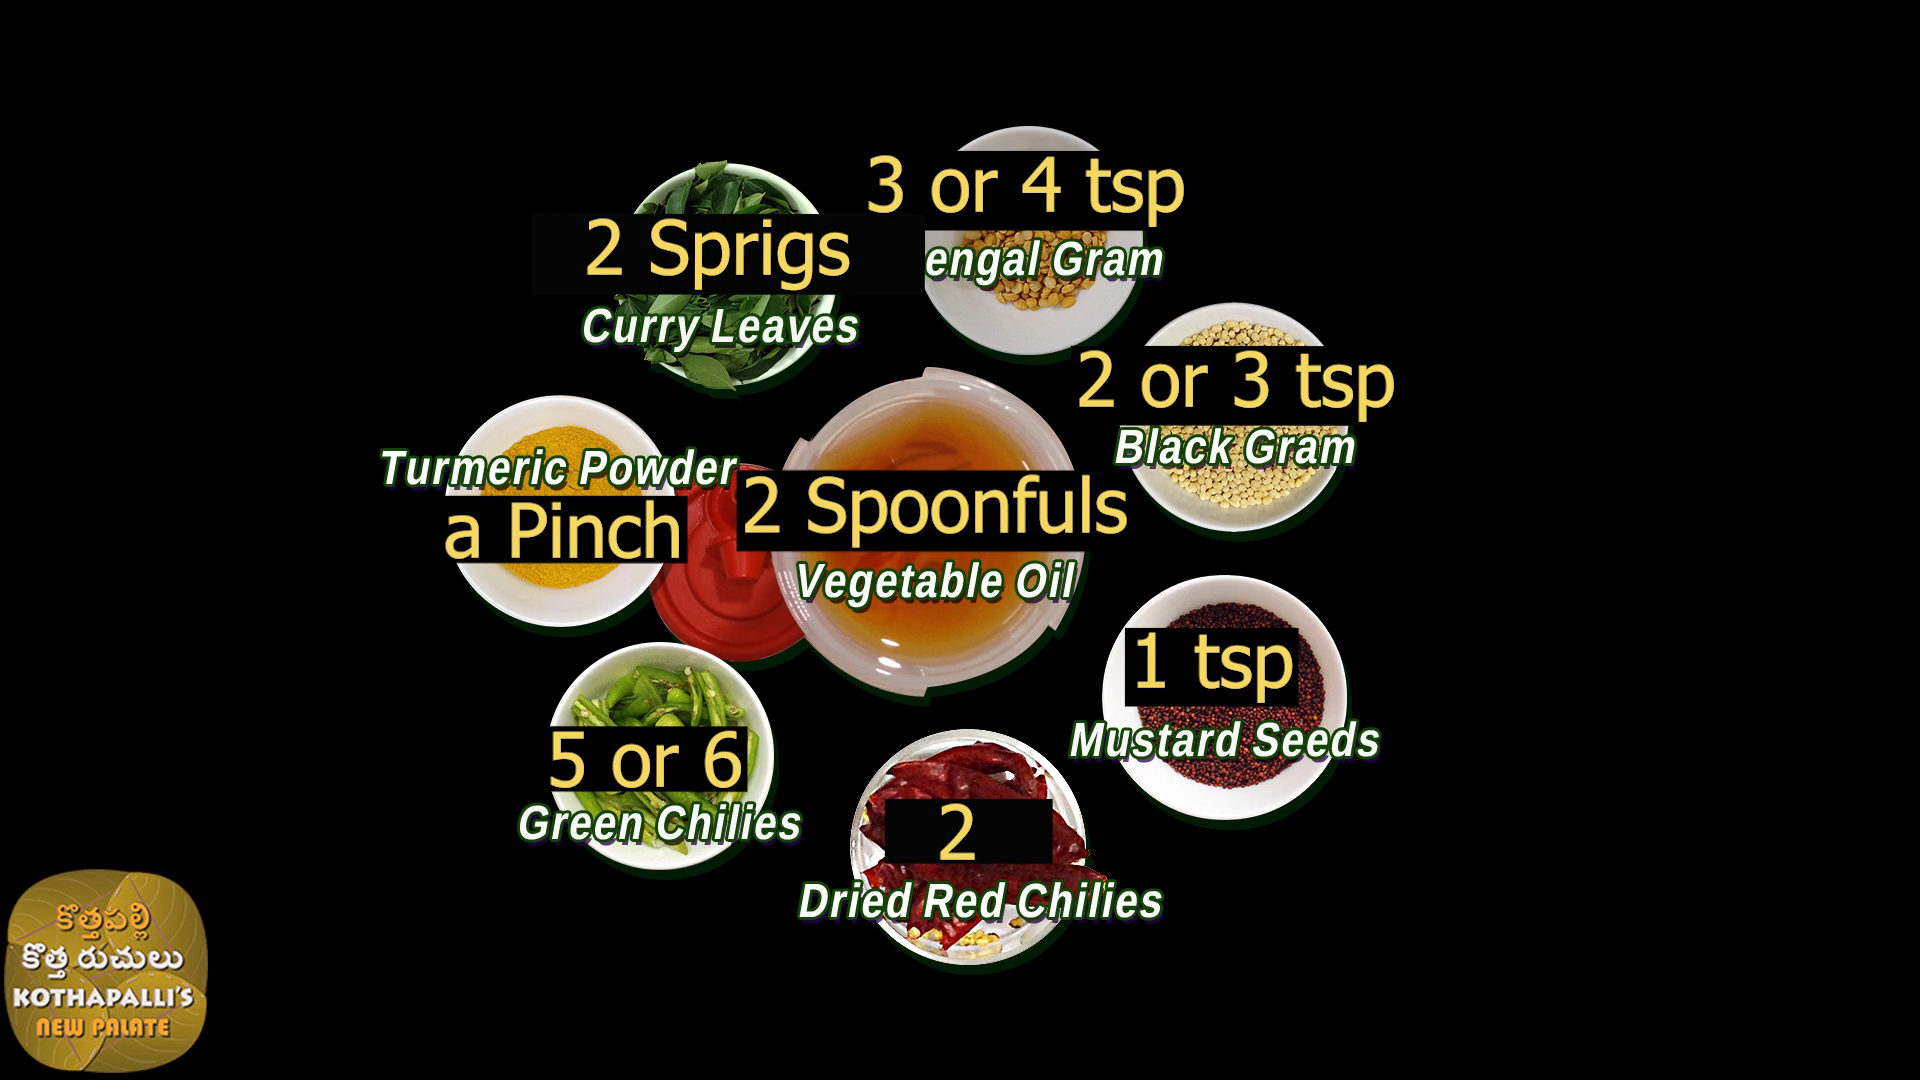 3 or 4 tsp
engal Gram
2 Sprigs
Curry Leaves
2 or 3 tsp
Black Gram
Turmeric Powder
a Pinch
2 Spoonfuls
Vegetable Oil
1 tsp
Mustard Seeds
5 or 6
Green Chilies
2
Dried Red Chilies
కొత్తపల్లి
కొత్త రుచులు
KOTHAPALLI'S
NEW PALATE